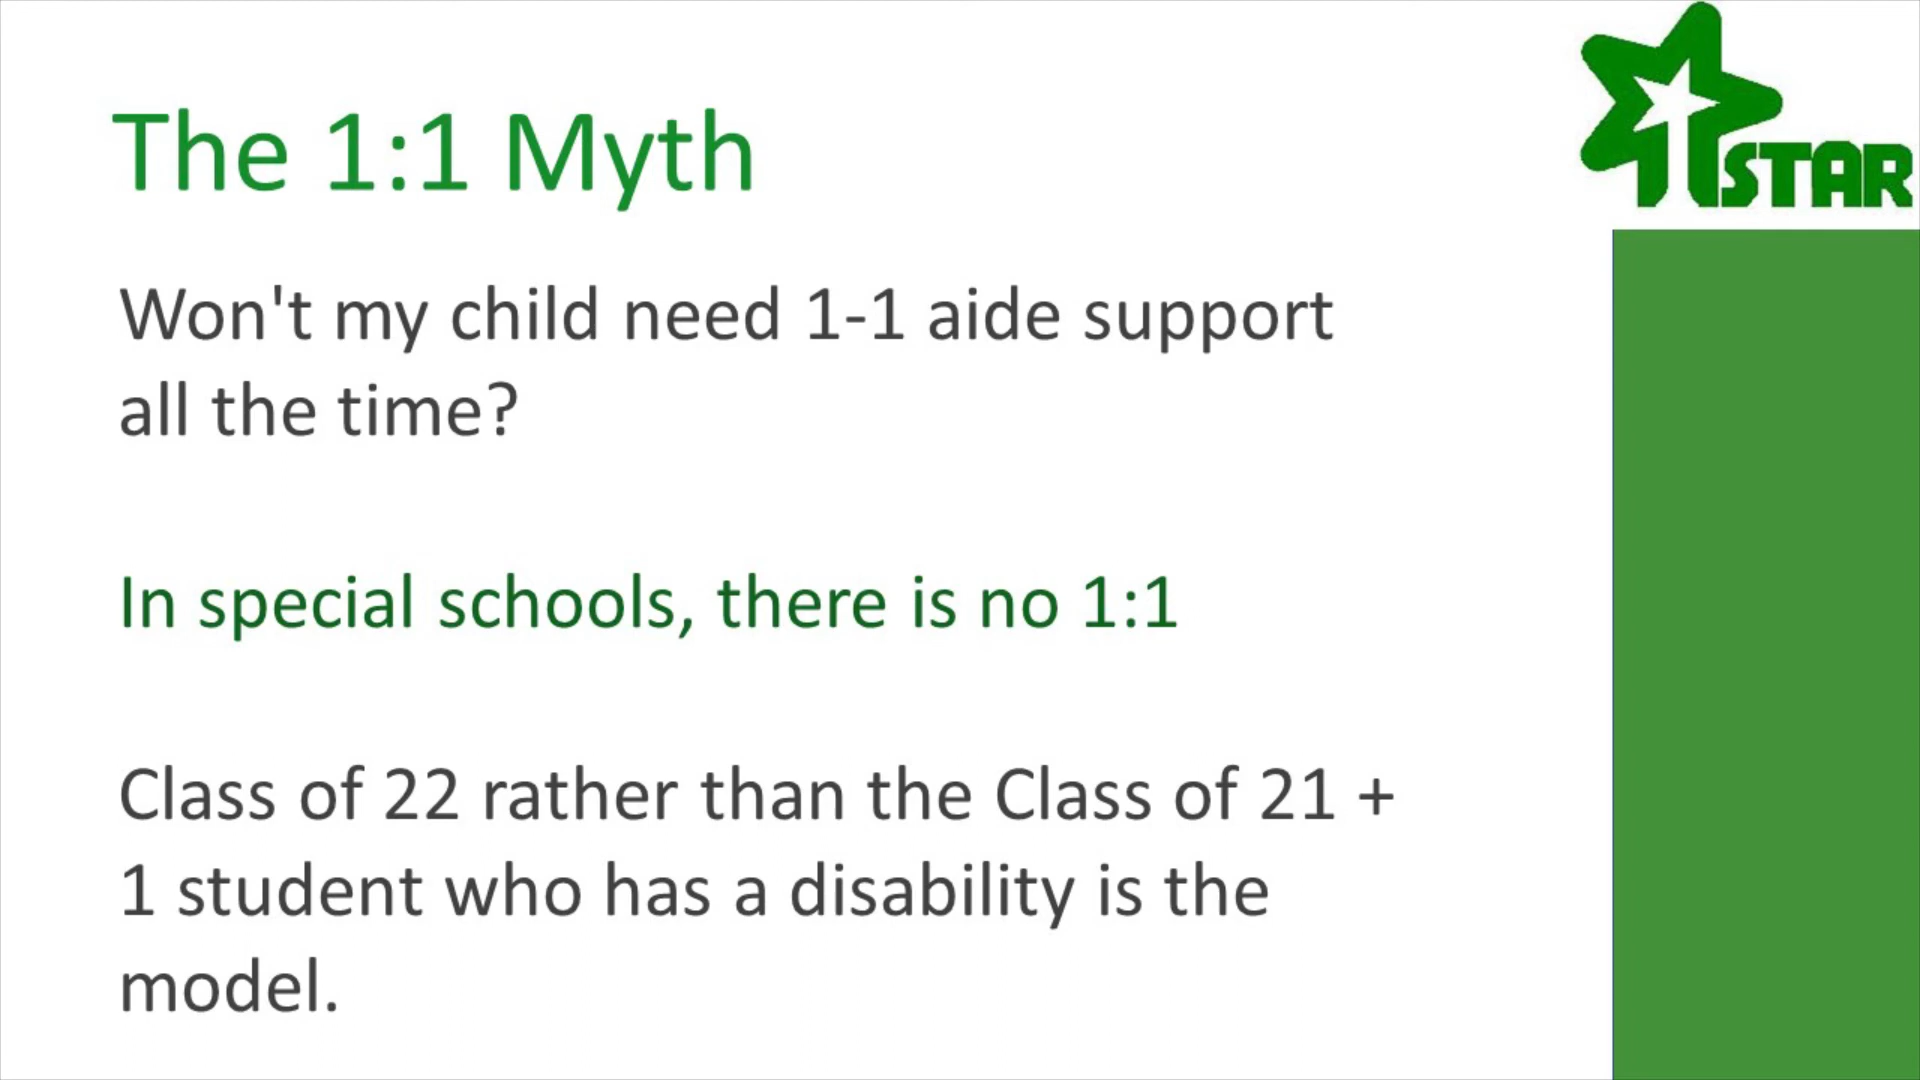 The 1:1 Myth
STAR
Won't my child need 1-1 aide support
all the time?
In special schools, there is no 1:1
Class of 22 rather than the Class of 21 +
1 student who has a disability is the
model.